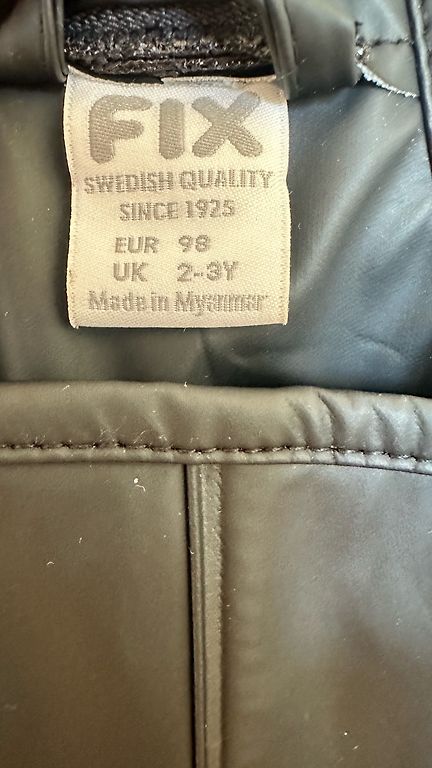 FIX
SWEDISH QUALITY
SINCE 1925
EUR 98
UK 2-3Y
Made in Myanmar